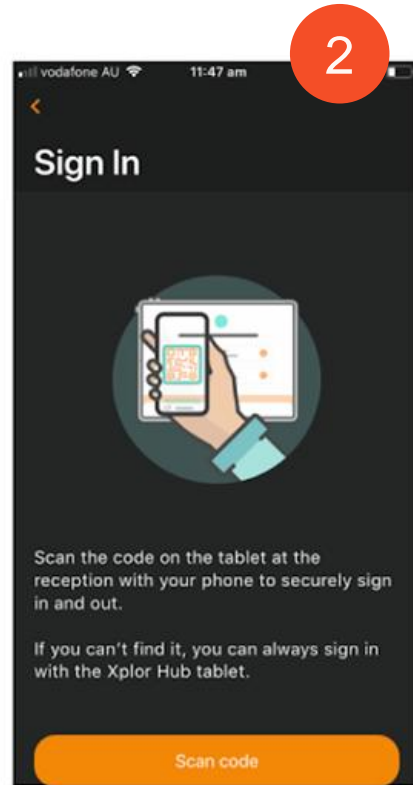 2
vodafone AU 11:47 am
Sign In
Scan the code on the tablet at the
reception with your phone to securely sign
in and out.
If you can't find it, you can always sign in
with the Xplor Hub tablet.
Scan code